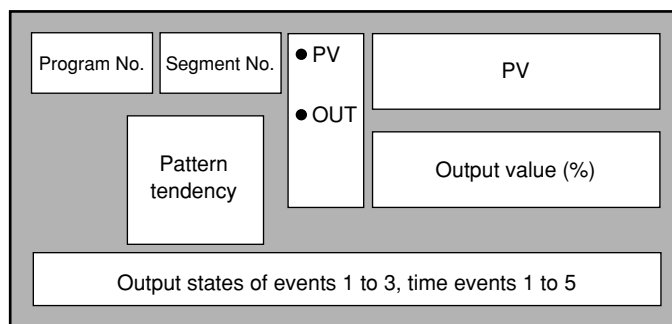 Program No.
Segment No.
● PV
● OUT
PV
Output value (%)
Pattern
tendency
Output states of events 1 to 3, time events 1 to 5